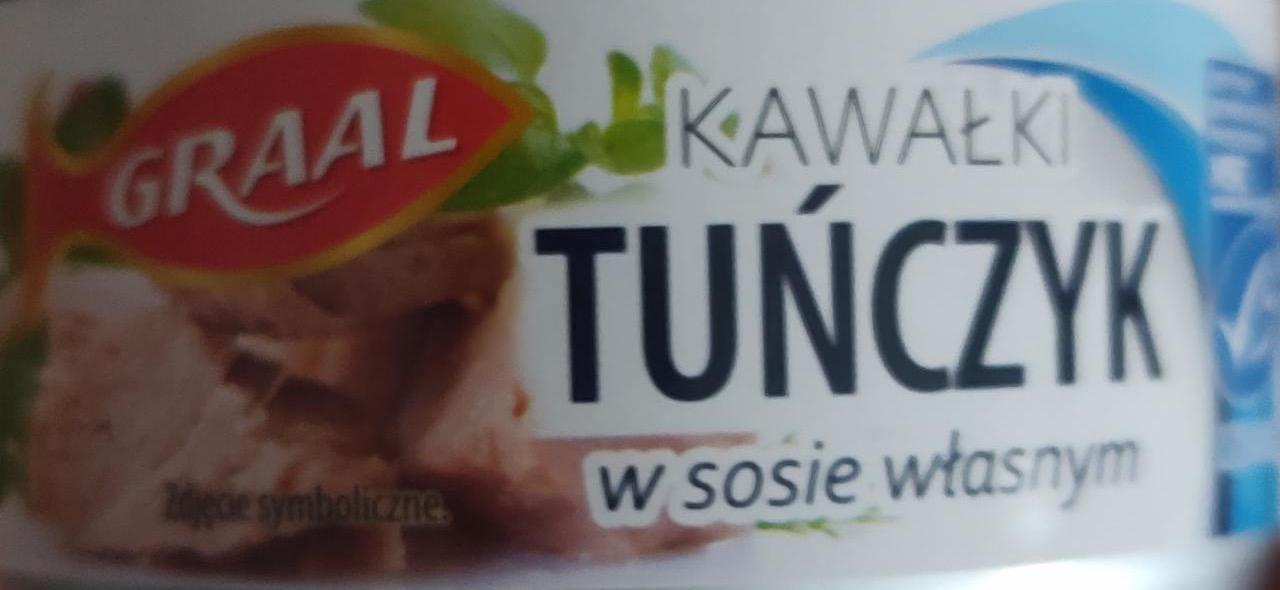 GRAAL
KAWAŁKI
TUŃCZYK
w sosie własnym
Zdjęcie symboliczne.